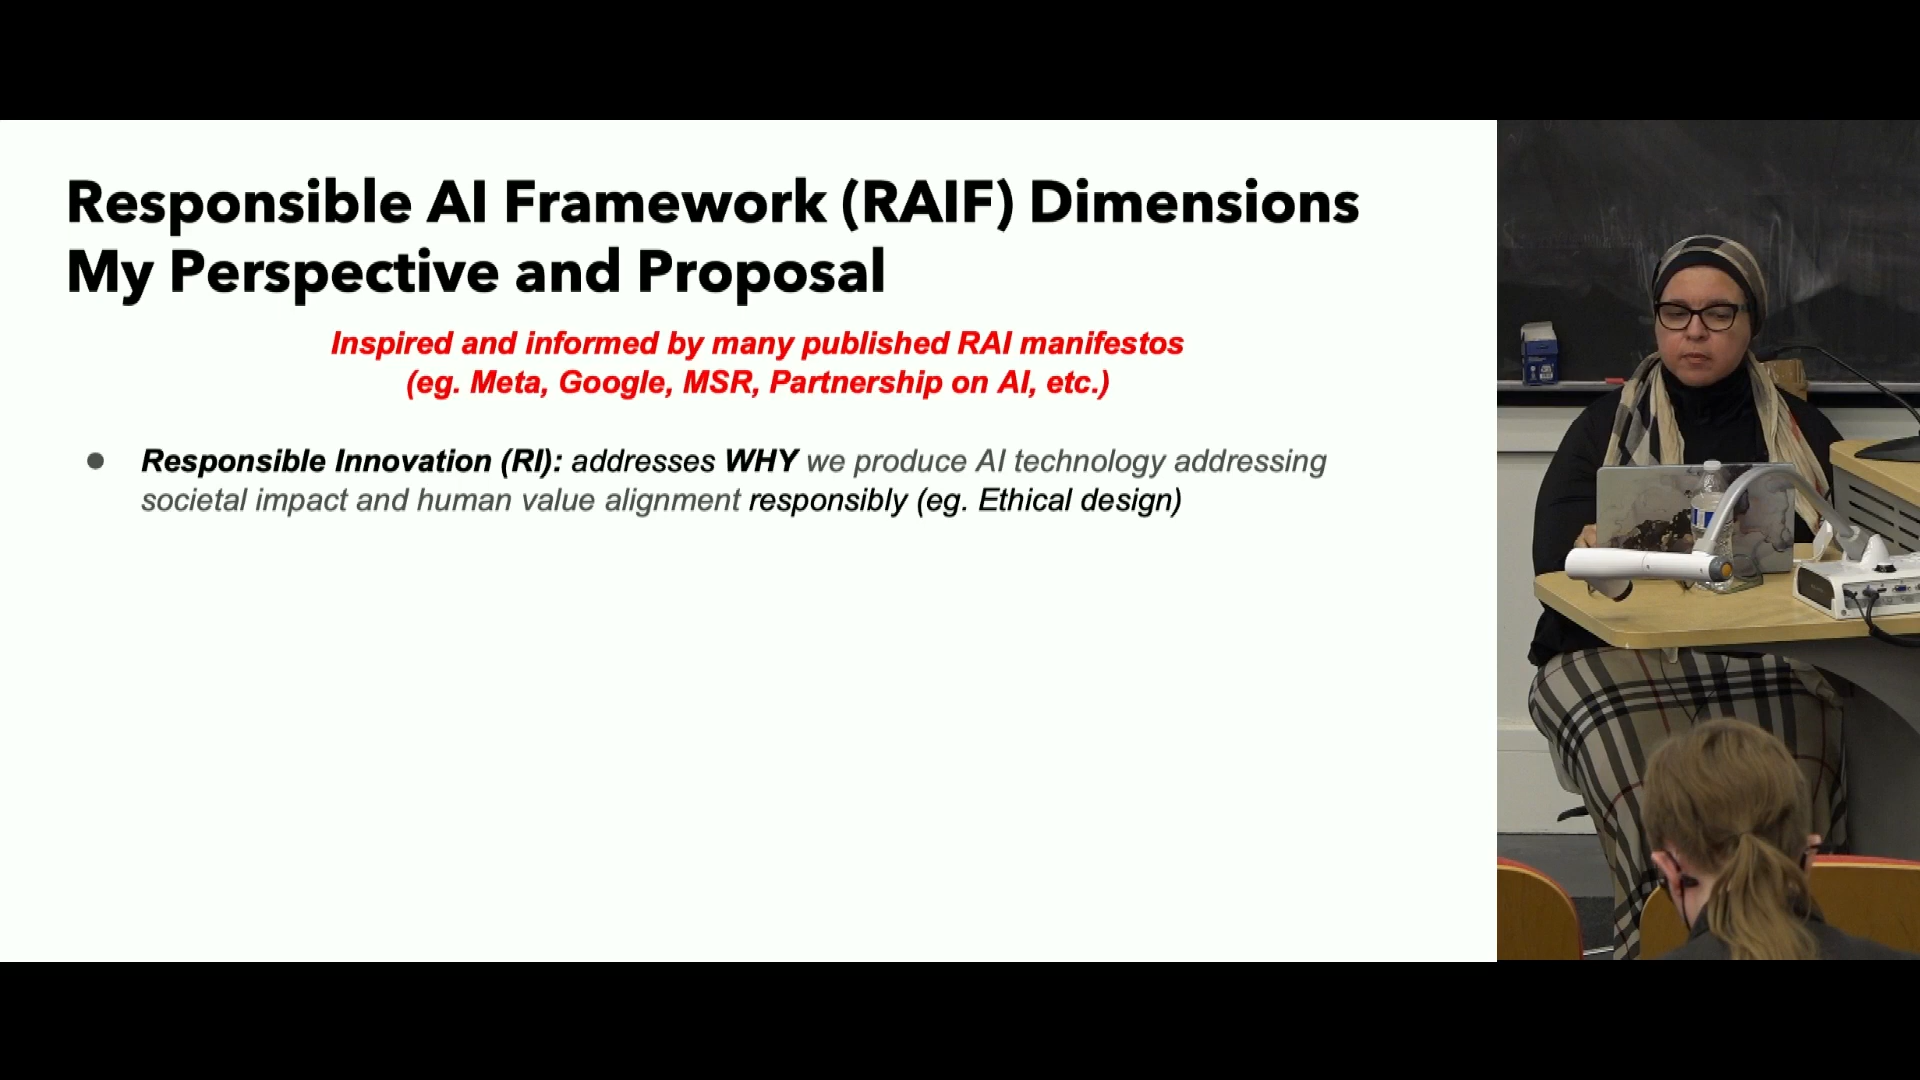 Responsible AI Framework (RAIF) Dimensions
My Perspective and Proposal
Inspired and informed by many published RAI manifestos
(eg. Meta, Google, MSR, Partnership on AI, etc.)
● Responsible Innovation (RI): addresses WHY we produce AI technology addressing
societal impact and human value alignment responsibly (eg. Ethical design)